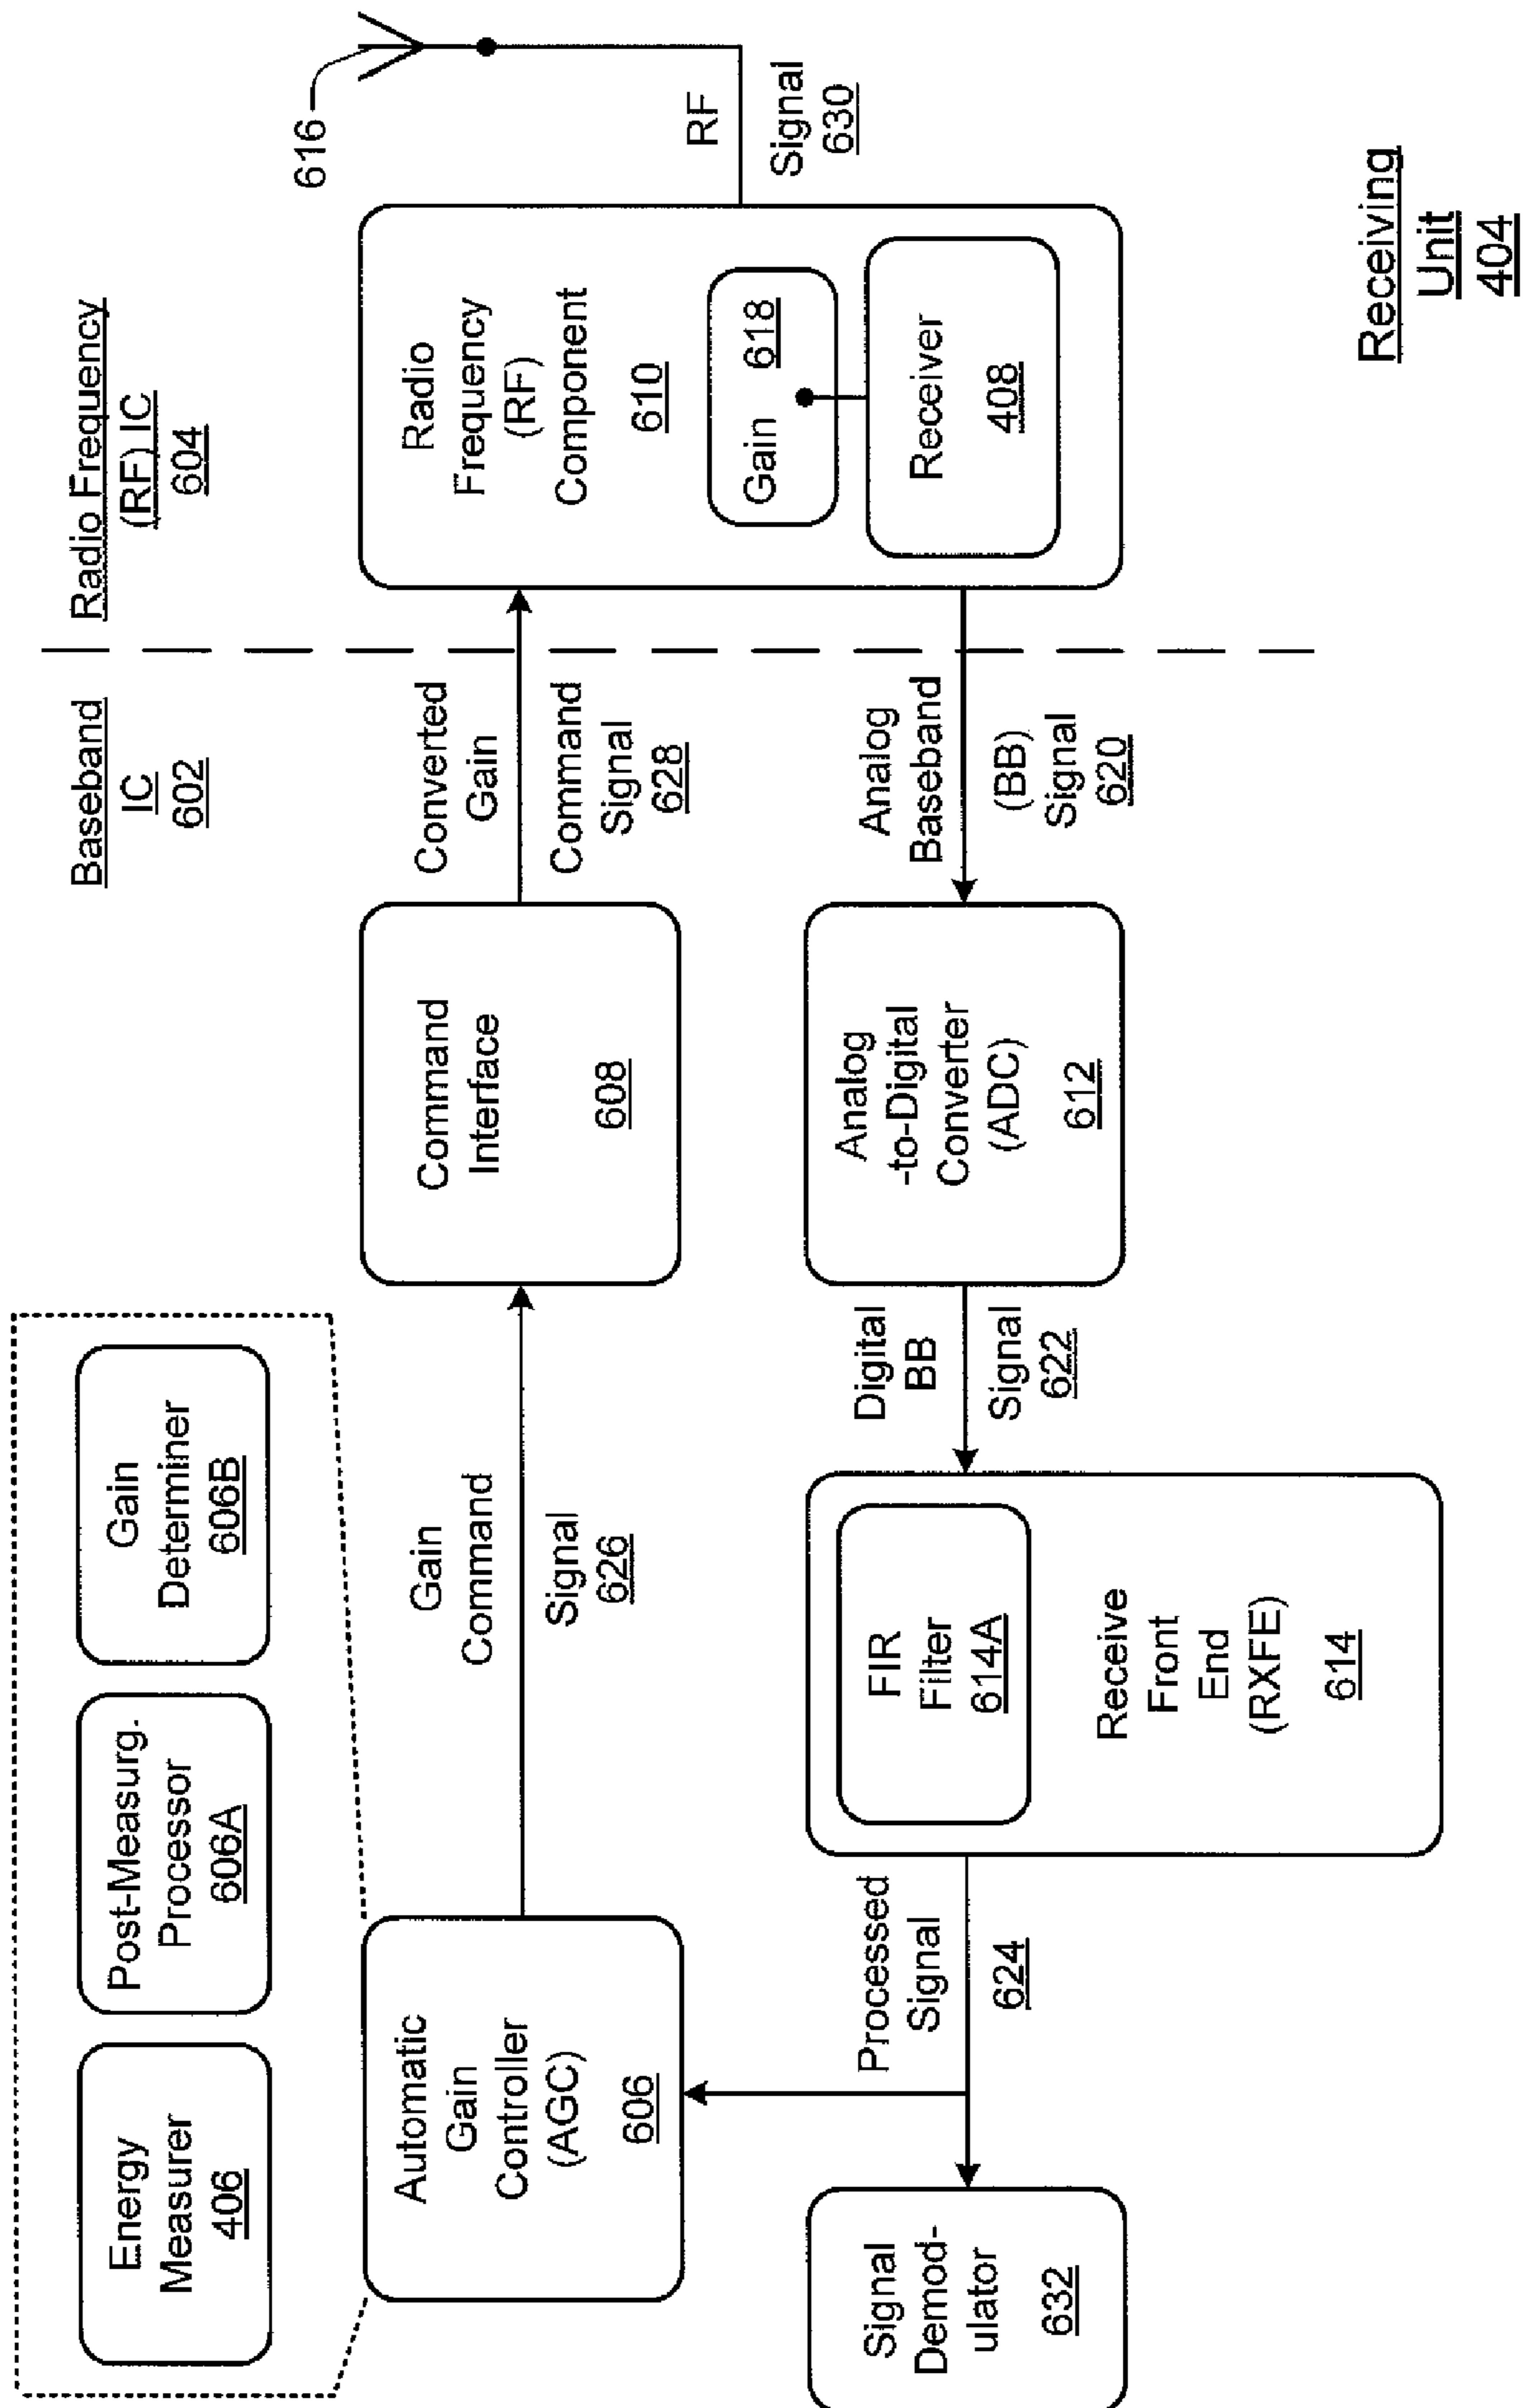 Energy
Measurer
406
Post-Measurg.
Processor
606A
Gain
Determiner
606B
Baseband
IC
602
Radio Frequency
(RF) IC
604
616
Automatic
Gain
Controller
(AGC)
606
Gain
Command
Signal
626
Command
Interface
608
Converted
Gain
Command
Signal
628
Radio
Frequency
(RF)
Component
610
Gain 618
Receiver
408
RF
Signal
630
Signal
Demod-
ulator
632
Processed
Signal
624
FIR
Filter
614A
Receive
Front
End
(RXFE)
614
Digital
BB
Signal
622
Analog
-to-Digital
Converter
(ADC)
612
Analog
Baseband
(BB)
Signal
620
Receiving
Unit
404